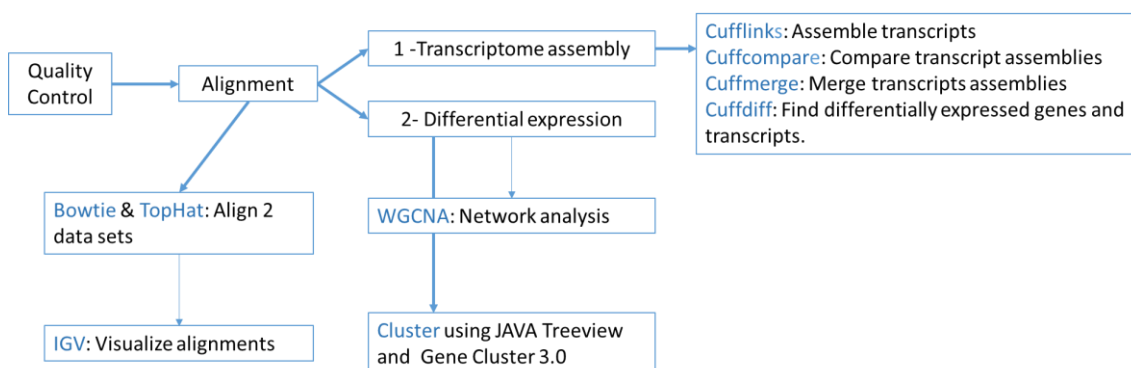 Quality
Control
Alignment
1 -Transcriptome assembly
2- Differential expression
Cufflinks: Assemble transcripts
Cuffcompare: Compare transcript assemblies
Cuffmerge: Merge transcripts assemblies
Cuffdiff: Find differentially expressed genes and
transcripts.
Bowtie & TopHat: Align 2
data sets
WGCNA: Network analysis
IGV: Visualize alignments
Cluster using JAVA Treeview
and Gene Cluster 3.0